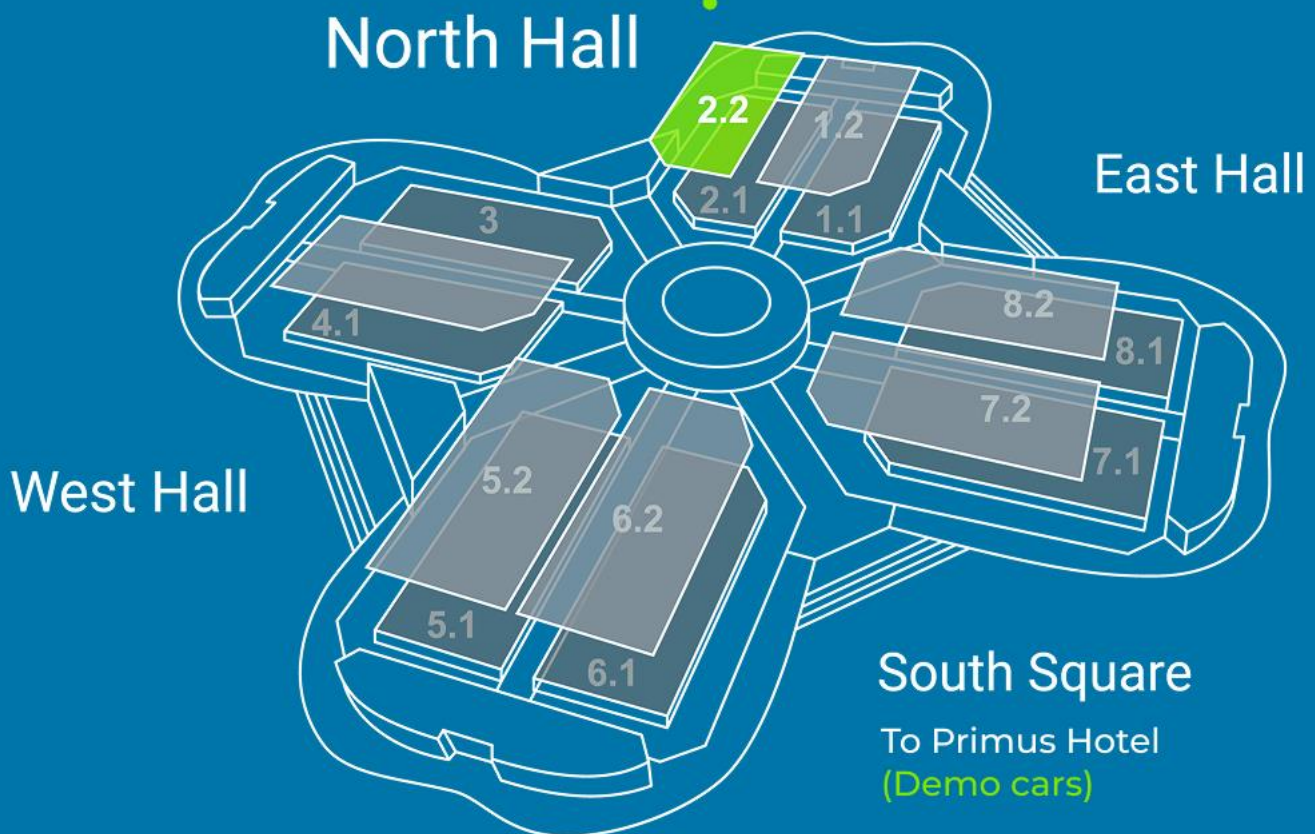 North Hall
2.2
1.2
East Hall
2.1
1.1
3
8.2
4.1
8.1
7.2
7.1
West Hall
5.2
6.2
5.1
6.1
South Square
To Primus Hotel
(Demo cars)